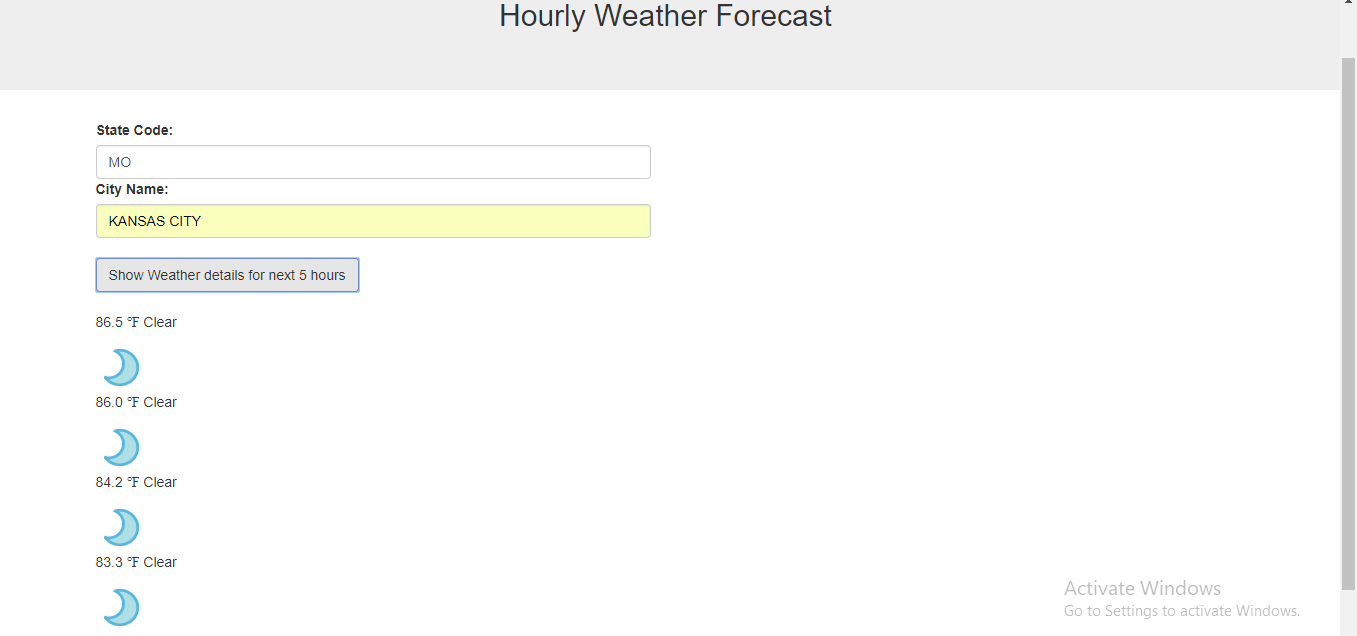 Hourly Weather Forecast
State Code:
MO
City Name:
KANSAS CITY
Show Weather details for next 5 hours
86.5 °F Clear
86.0 °F Clear
84.2 °F Clear
83.3 °F Clear
Activate Windows
Go to Settings to activate Windows.